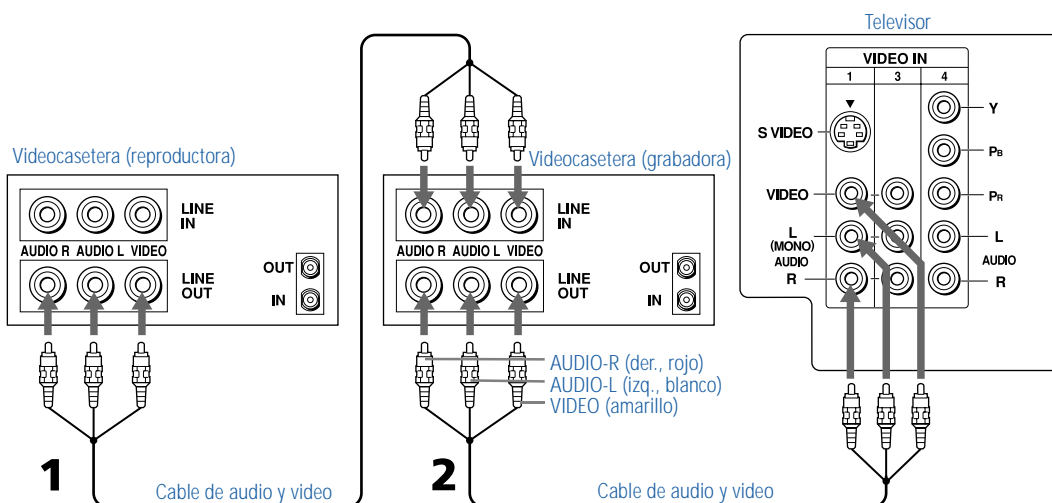 Televisor
VIDEO IN
1 3 4
S VIDEO
Y
PB
PR
VIDEO
L
(MONO)
AUDIO
R
L
AUDIO
R
Videocasetera (reproductora)
LINE
IN
AUDIO R AUDIO L VIDEO
LINE
OUT
OUT
IN
Videocasetera (grabadora)
LINE
IN
AUDIO R AUDIO L VIDEO
LINE
OUT
OUT
IN
AUDIO-R (der., rojo)
AUDIO-L (izq., blanco)
VIDEO (amarillo)
1
Cable de audio y video
2
Cable de audio y video